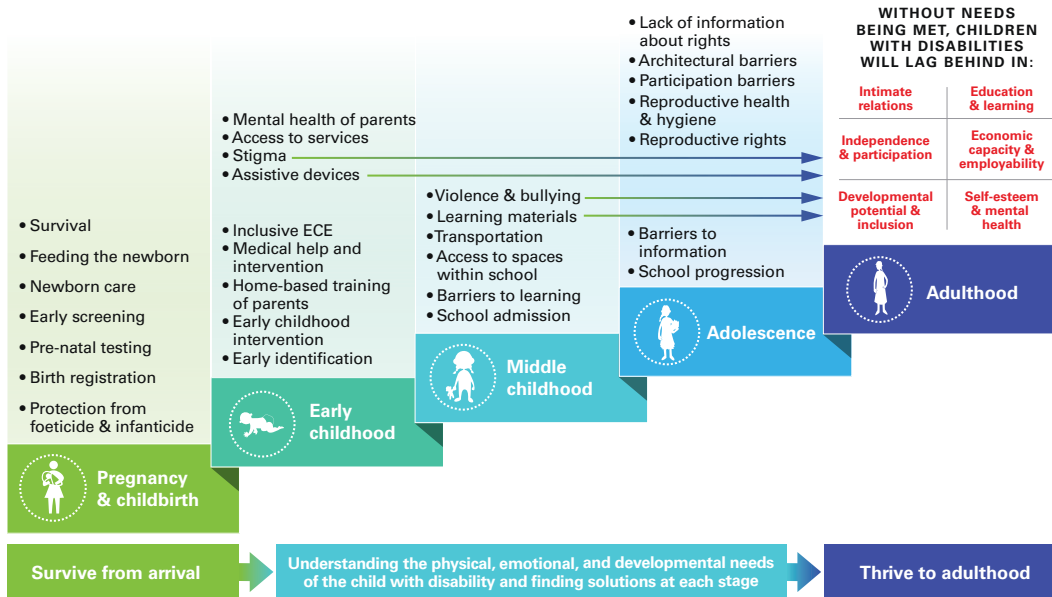 • Survival
• Feeding the newborn
• Newborn care
• Early screening
• Pre-natal testing
• Birth registration
• Protection from
foeticide & infanticide
Pregnancy
& childbirth
• Mental health of parents
• Access to services
• Stigma
• Assistive devices
• Inclusive ECE
• Medical help and
intervention
• Home-based training
of parents
• Early childhood
intervention
• Early identification
Early
childhood
• Violence & bullying
• Learning materials
• Transportation
• Access to spaces
within school
• Barriers to learning
• School admission
Middle
childhood
• Lack of information
about rights
• Architectural barriers
• Participation barriers
• Reproductive health
& hygiene
• Reproductive rights
• Barriers to
information
• School progression
Adolescence
WITHOUT NEEDS
BEING MET, CHILDREN
WITH DISABILITIES
WILL LAG BEHIND IN:
Intimate
relations
Education
& learning
Independence
& participation
Economic
capacity &
employability
Developmental
potential &
inclusion
Self-esteem
& mental
health
Adulthood
Survive from arrival
Understanding the physical, emotional, and developmental needs
of the child with disability and finding solutions at each stage
Thrive to adulthood